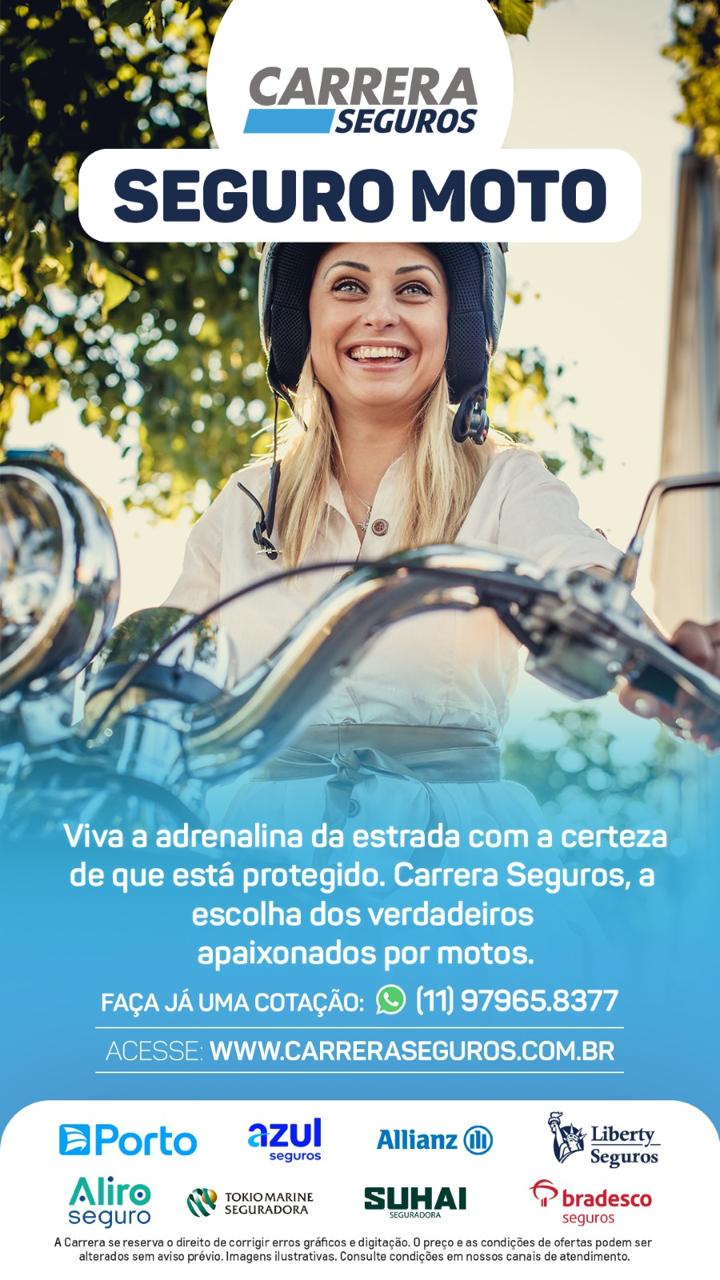 CARRERA
SEGUROS
SEGURO MOTO
Viva a adrenalina da estrada com a certeza
de que está protegido. Carrera Seguros, a
escolha dos verdadeiros
apaixonados por motos.
FAÇA JÁ UMA COTAÇÃO: (11) 97965.8377
ACESSE: WWW.CARRERASEGUROS.COM.BR
Porto azul seguros Allianz Liberty Seguros
Aliro seguro TOKIO MARINE SEGURADORA SUHAI SEGURADORA bradesco seguros
A Carrera se reserva o direito de corrigir erros gráficos e digitação. O preço e as condições de ofertas podem ser
alterados sem aviso prévio. Imagens ilustrativas. Consulte condições em nossos canais de atendimento.